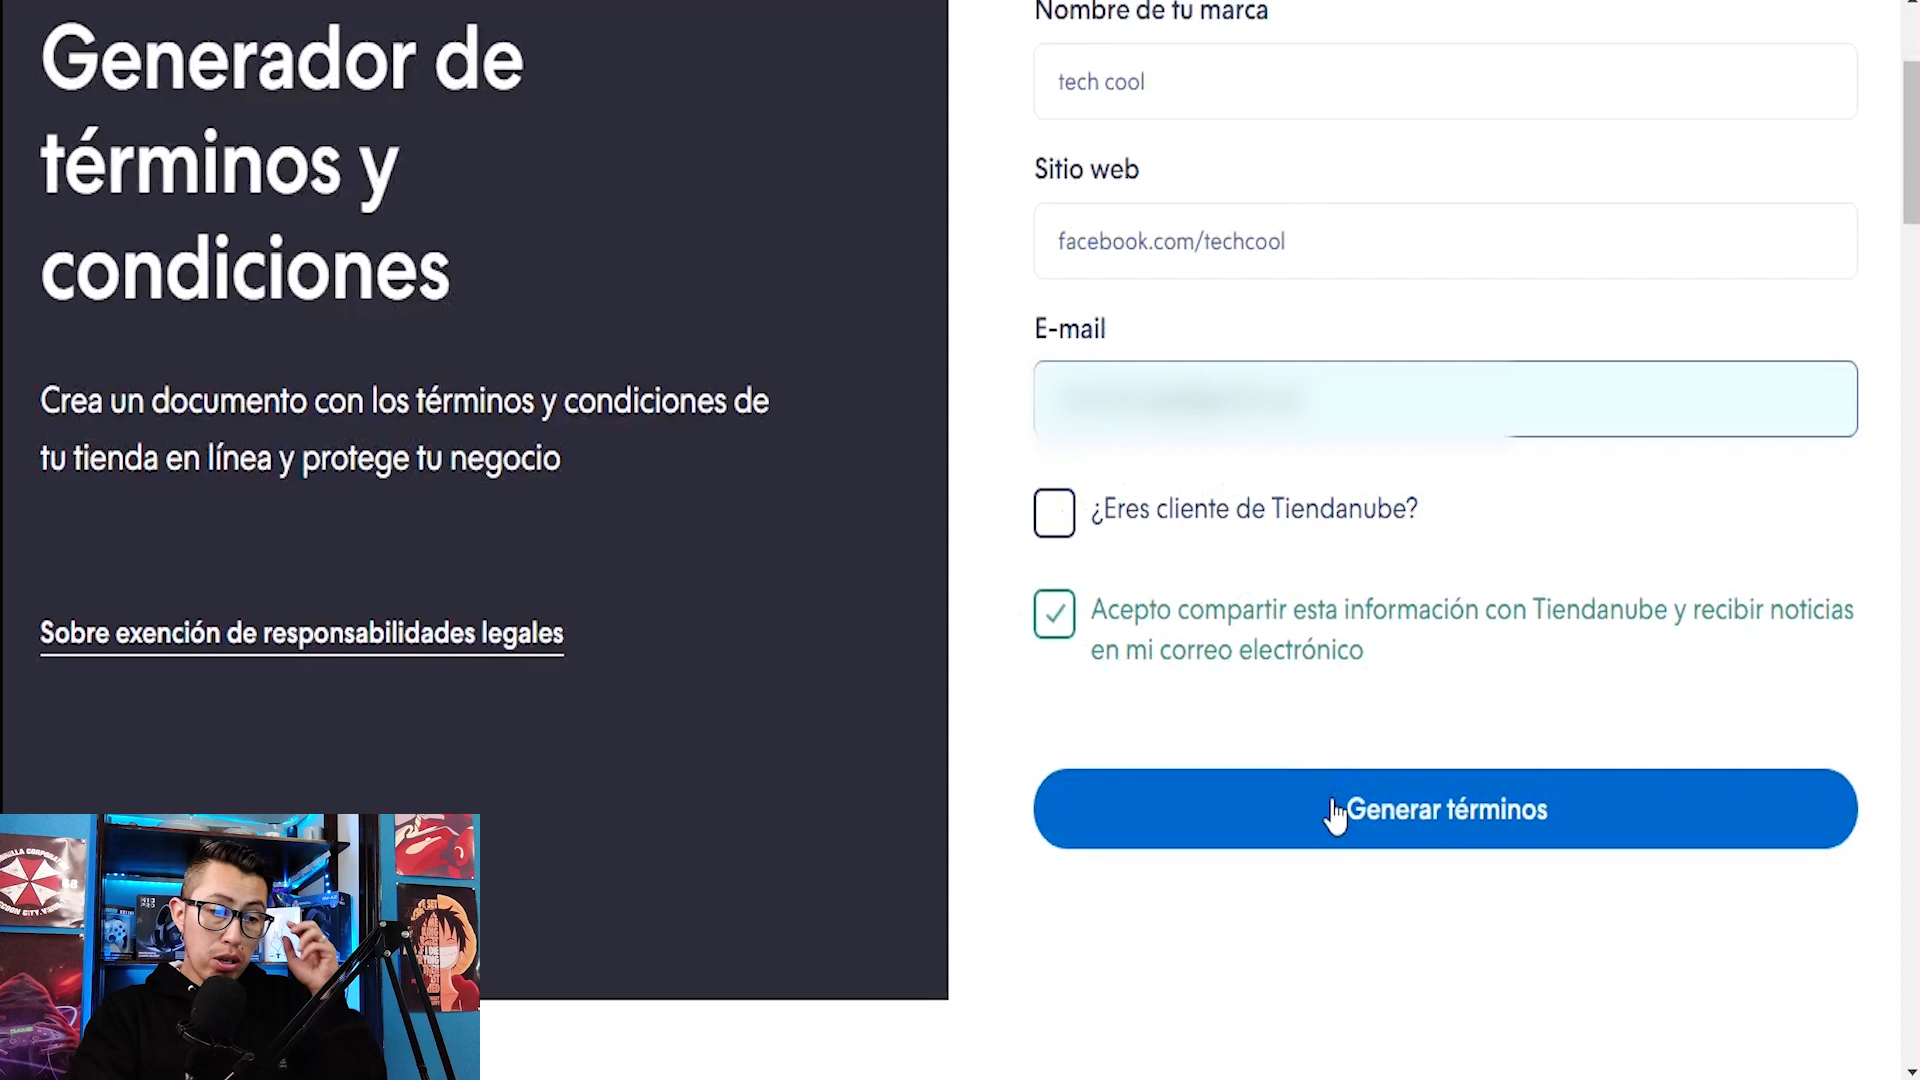 Generador de
términos y
condiciones
Crea un documento con los términos y condiciones de
tu tienda en línea y protege tu negocio
Sobre exención de responsabilidades legales
Nombre de tu marca
tech cool
Sitio web
facebook.com/techcool
E-mail
¿Eres cliente de Tiendanube?
Acepto compartir esta información con Tiendanube y recibir noticias
en mi correo electrónico
Generar términos